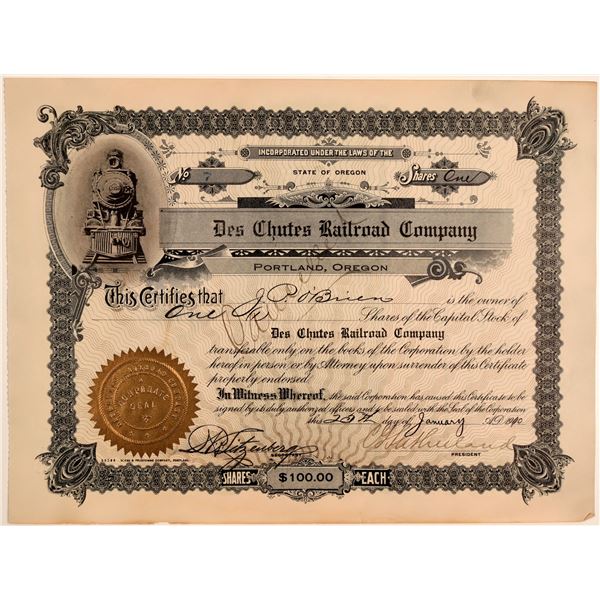 INCORPORATED UNDER THE LAWS OF THE
No 7 STATE OF OREGON Shares One
Des Chutes Railroad Company
PORTLAND, OREGON
This Certifies that J. P. O'Brien is the owner of
One Shares of the Capital Stock of
Des Chutes Railroad Company
transferable only on the books of the Corporation by the holder
hereof in person or by Attorney upon surrender of this Certificate
properly endorsed.
In Witness Whereof, the said Corporation has caused this Certificate to be
signed by its duly authorized officers and to be sealed with the Seal of the Corporation
this day of January A.D. 1910
CORPORATE
SEAL
SECRETARY
PRESIDENT
SHARES $100.00 EACH